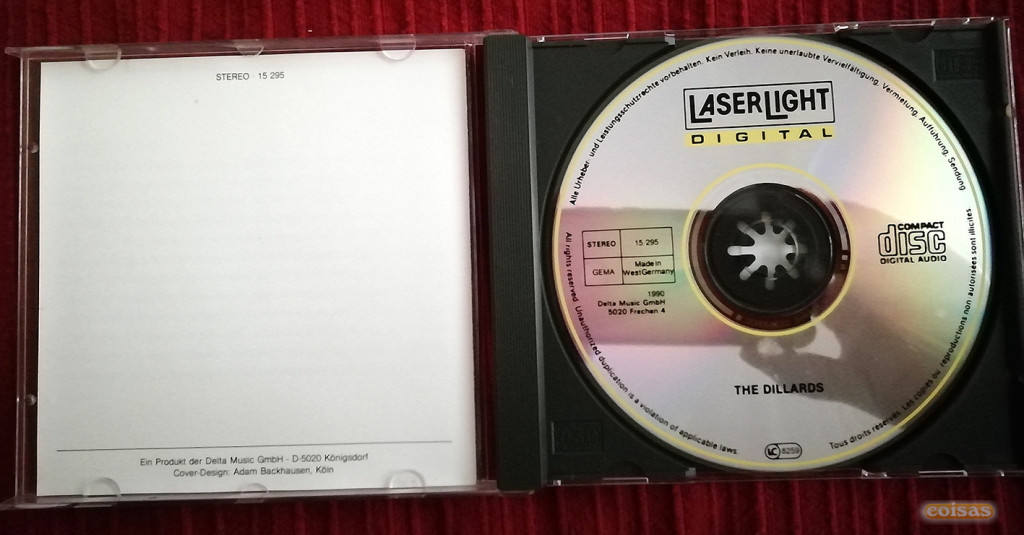 STEREO 15 295
Ein Produkt der Delta Music GmbH - D-5020 Königsdorf
Cover-Design: Adam Backhausen, Köln
Alle Urheber- und Leistungsschutzrechte vorbehalten. Kein Verleih. Keine unerlaubte Vervielfältigung, Vermietung, Aufführung, Sendung
LASERLIGHT
DIGITAL
STEREO 15 295
GEMA Made in
West Germany
1990
Delta Music GmbH
5020 Frechen 4
COMPACT
disc
DIGITAL AUDIO
THE DILLARDS
LC 8259
All rights reserved. Unauthorized duplication is a violation of applicable laws.
Tous droits reservés. Les copies ou reproductions non autorisées sont illicites
coisas